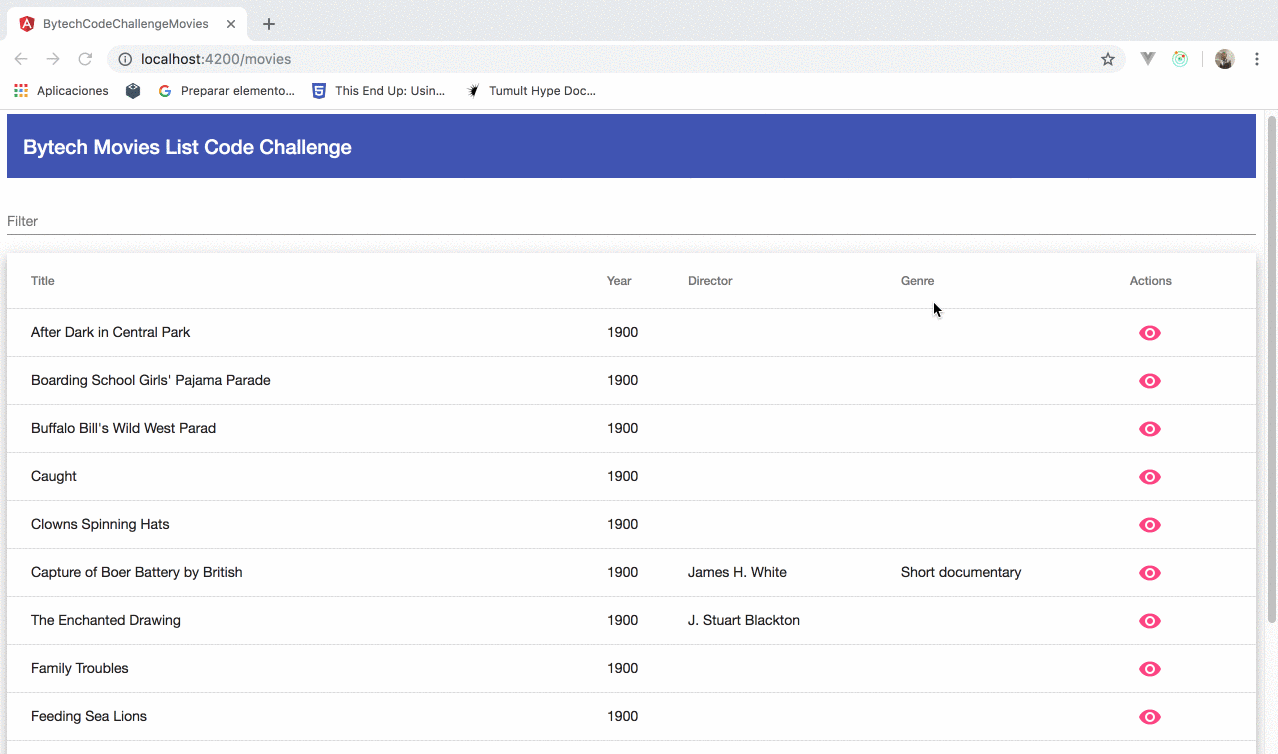 BytechCodeChallengeMovies
localhost:4200/movies
Aplicaciones Preparar elemento... This End Up: Usin... Tumult Hype Doc...
Bytech Movies List Code Challenge
Filter
Title Year Director Genre Actions
After Dark in Central Park 1900
Boarding School Girls' Pajama Parade 1900
Buffalo Bill's Wild West Parad 1900
Caught 1900
Clowns Spinning Hats 1900
Capture of Boer Battery by British 1900 James H. White Short documentary
The Enchanted Drawing 1900 J. Stuart Blackton
Family Troubles 1900
Feeding Sea Lions 1900